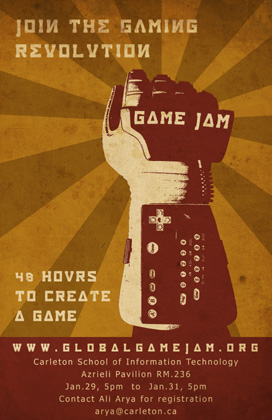 JOIN THE GAMING
REVOLVTION
GAME JAM
48 HOVRS
TO CREATE
A GAME
WWW.GLOBALGAMEJAM.ORG
Carleton School of Information Technology
Azrieli Pavilion RM.236
Jan.29, 5pm to Jan.31, 5pm
Contact Ali Arya for registration
arya@carleton.ca